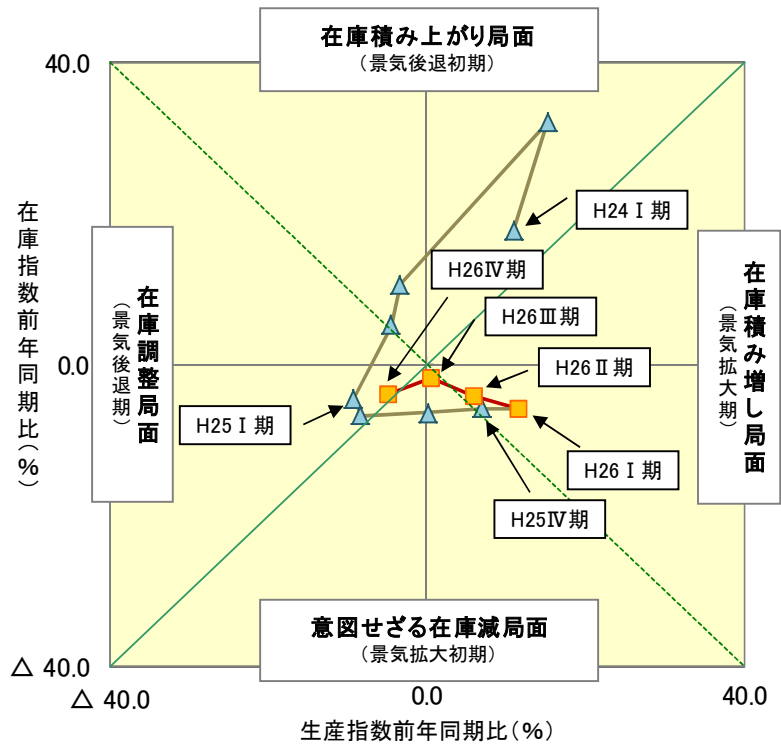 在庫積み上がり局面
（景気後退初期）
40.0
H24Ⅰ期
H26Ⅳ期
在庫指数前年同期比（%）
在庫調整局面
（景気後退期）
在庫積み増し局面
（景気拡大期）
H26Ⅲ期
0.0
H26Ⅱ期
H25Ⅰ期
H26Ⅰ期
H25Ⅳ期
意図せざる在庫減局面
（景気拡大初期）
△ 40.0
△ 40.0
0.0
40.0
生産指数前年同期比（%）